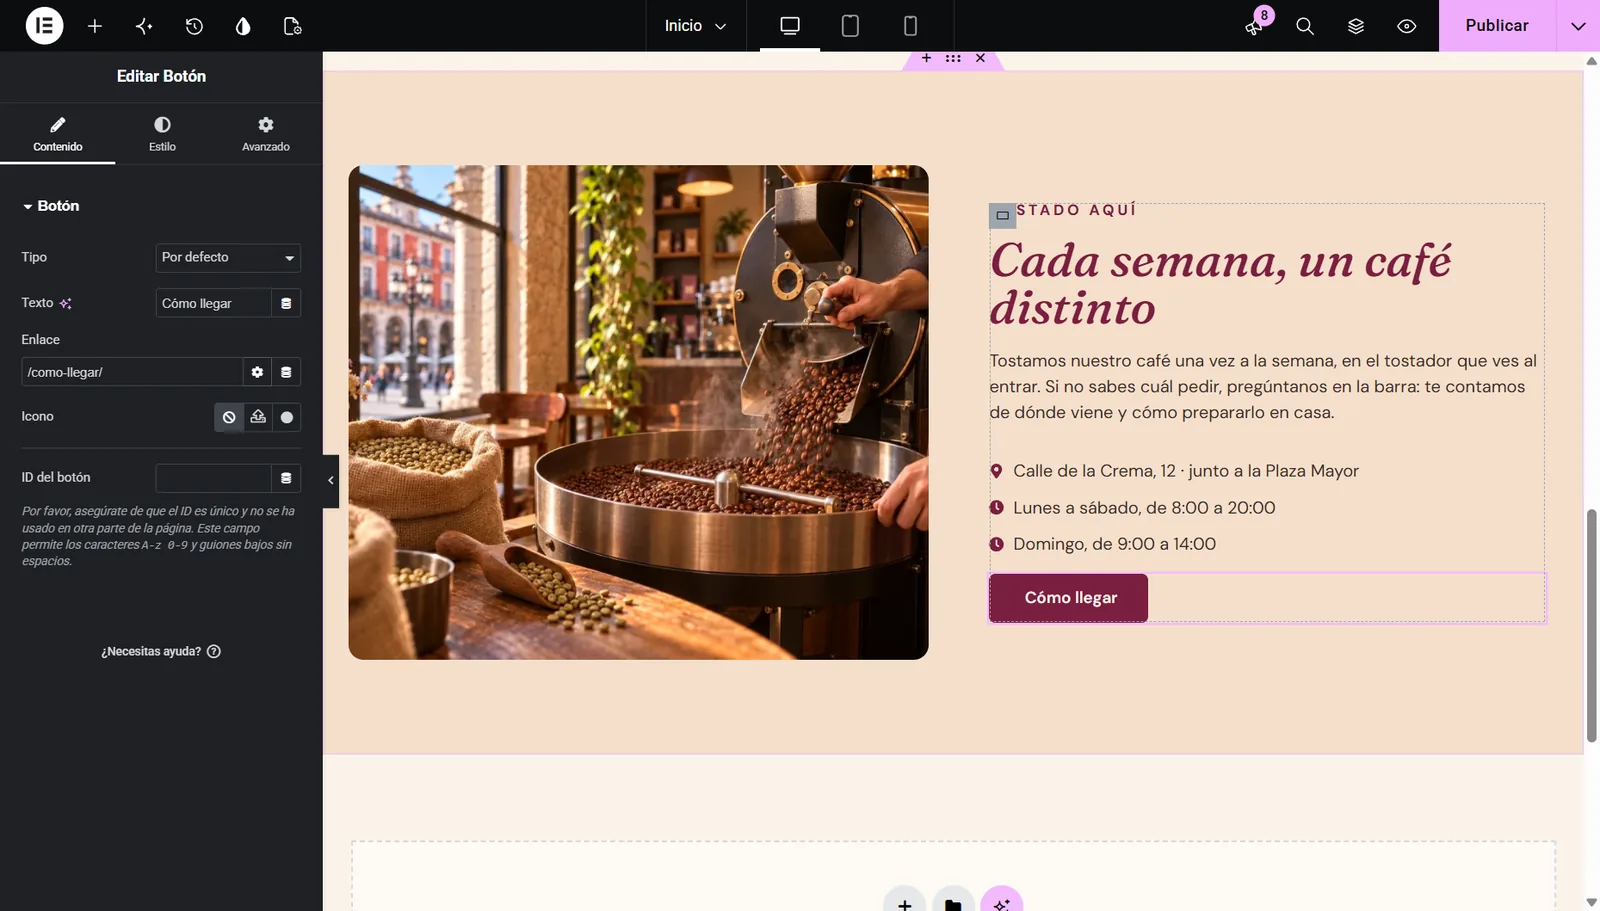 Inicio
8
Publicar
Editar Botón
Contenido
Estilo
Avanzado
Botón
Tipo
Por defecto
Texto
Cómo llegar
Enlace
/como-llegar/
Icono
ID del botón
Por favor, asegúrate de que el ID es único y no se ha
usado en otra parte de la página. Este campo
permite los caracteres A-z 0-9 y guiones bajos sin
espacios.
¿Necesitas ayuda?
STADO AQUÍ
Cada semana, un café
distinto
Tostamos nuestro café una vez a la semana, en el tostador que ves al
entrar. Si no sabes cuál pedir, pregúntanos en la barra: te contamos
de dónde viene y cómo prepararlo en casa.
Calle de la Crema, 12 · junto a la Plaza Mayor
Lunes a sábado, de 8:00 a 20:00
Domingo, de 9:00 a 14:00
Cómo llegar